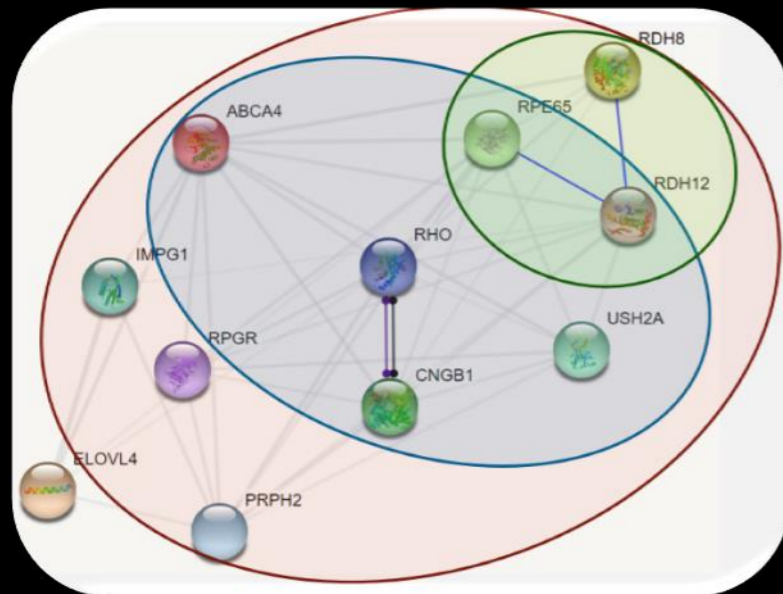 RDH8
ABCA4
RPE65
RDH12
RHO
IMPG1
USH2A
RPGR
CNGB1
ELOVL4
PRPH2